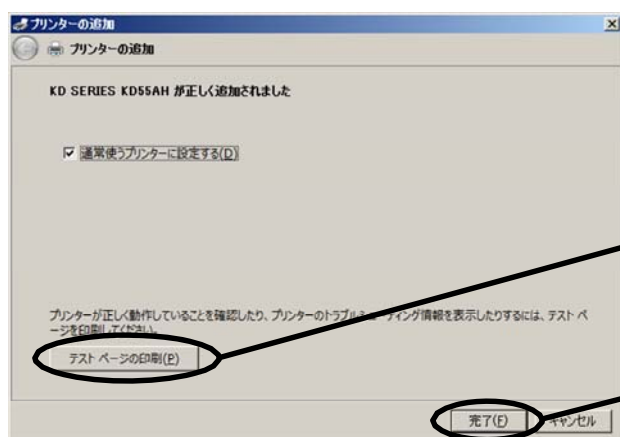 プリンターの追加
プリンターの追加
KD SERIES KD55AH が正しく追加されました
通常使うプリンターに設定する(D)
プリンターが正しく動作していることを確認したり、プリンターのトラブルシューティング情報を表示したりするには、テスト ペ
ージを印刷してください。
テスト ページの印刷(P)
完了(F) キャンセル